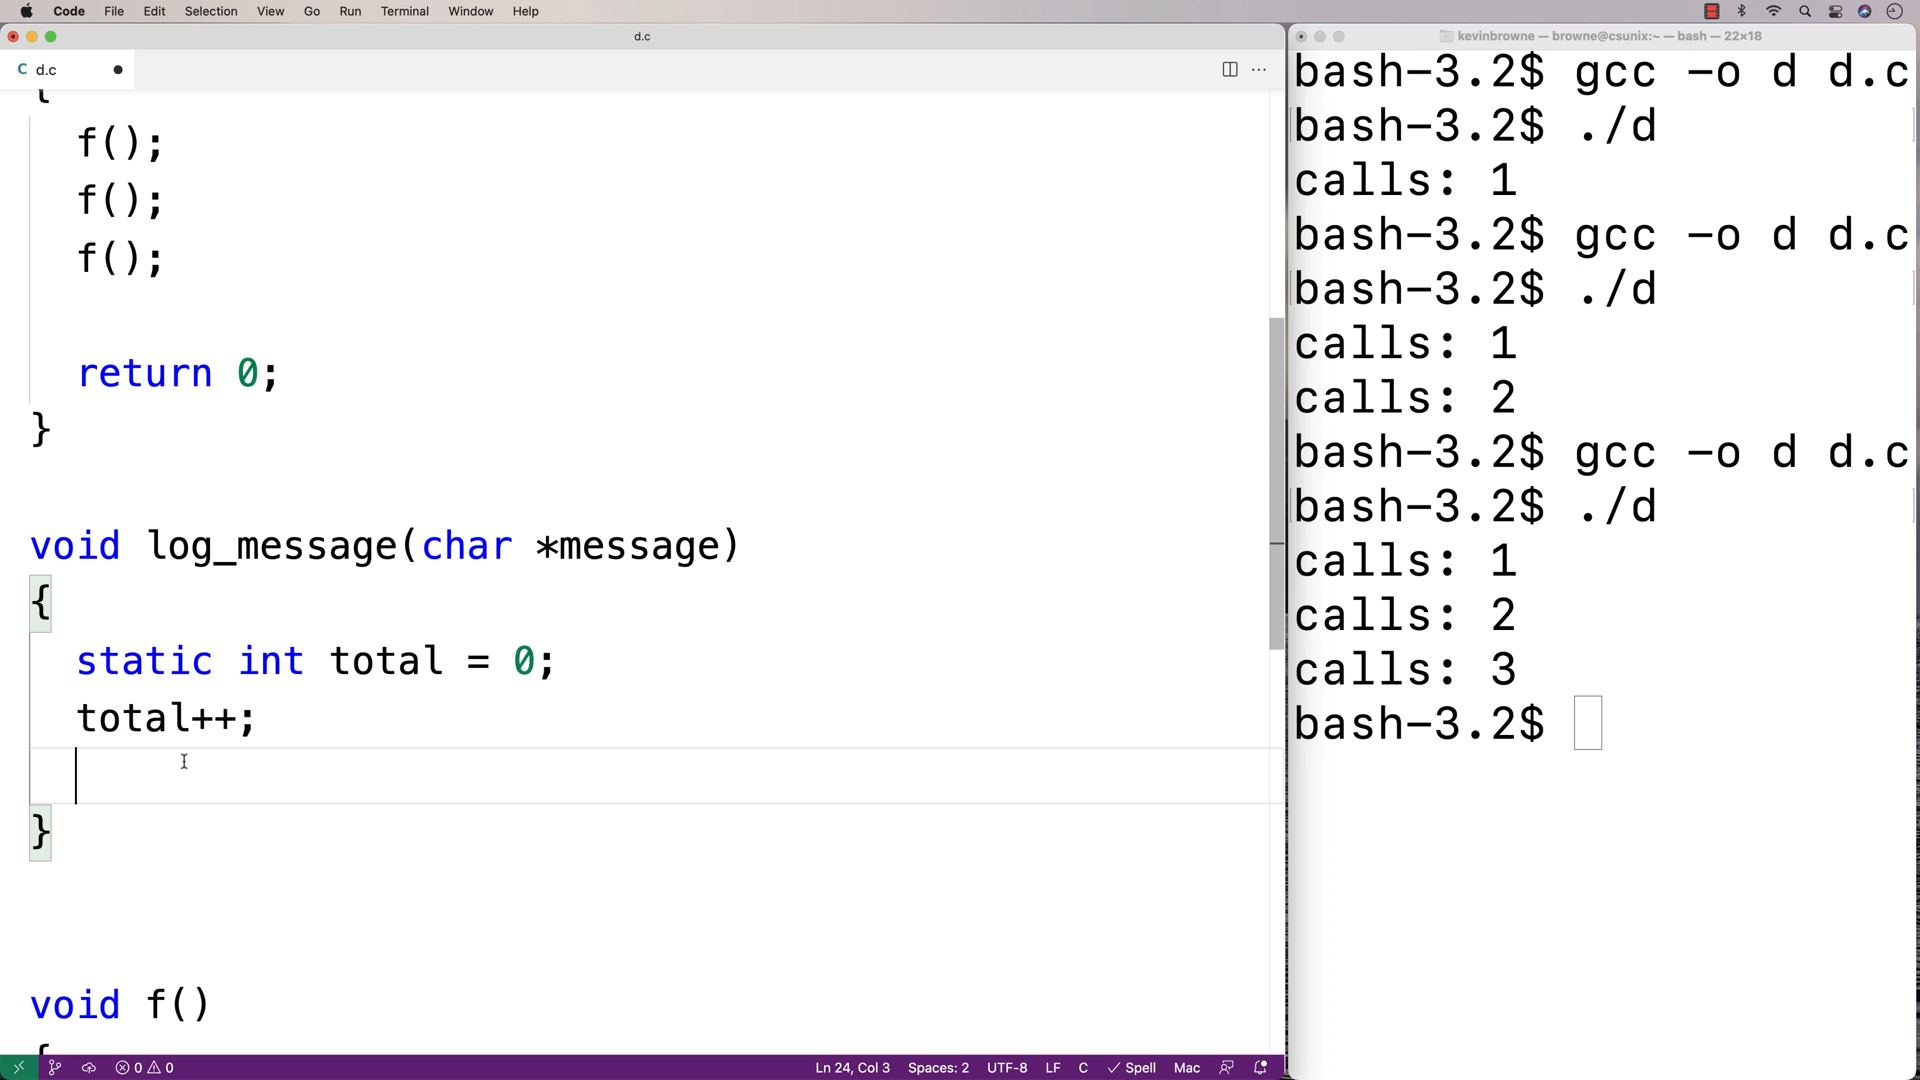 Code File Edit Selection View Go Run Terminal Window Help
d.c
C d.c
{
f();
f();
f();
return 0;
}
void log_message(char *message)
{
static int total = 0;
total++;
}
void f()
{
Ln 24, Col 3 Spaces: 2 UTF-8 LF C Spell Mac
0 0
kevinbrowne — browne@csunix:~ — bash — 22×18
bash-3.2$ gcc -o d d.c
bash-3.2$ ./d
calls: 1
bash-3.2$ gcc -o d d.c
bash-3.2$ ./d
calls: 1
calls: 2
bash-3.2$ gcc -o d d.c
bash-3.2$ ./d
calls: 1
calls: 2
calls: 3
bash-3.2$